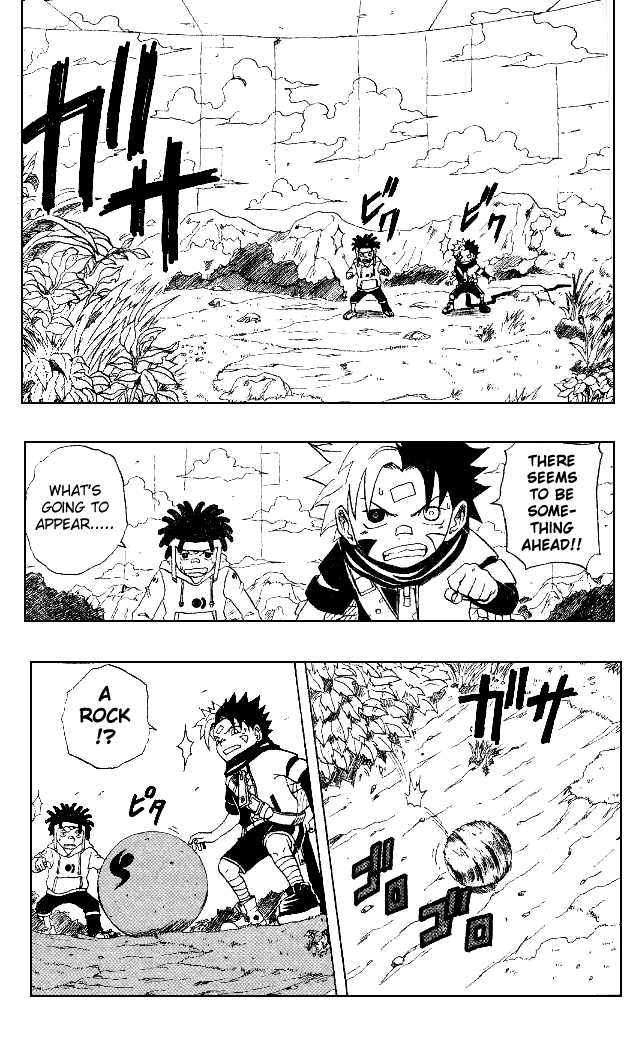 ガサ
ビク
ビク
THERE
SEEMS
TO BE
SOME-
THING
AHEAD!!
WHAT'S
GOING TO
APPEAR.....
ガサ
ゴロ
ゴロ
A
ROCK
!?
ピタ